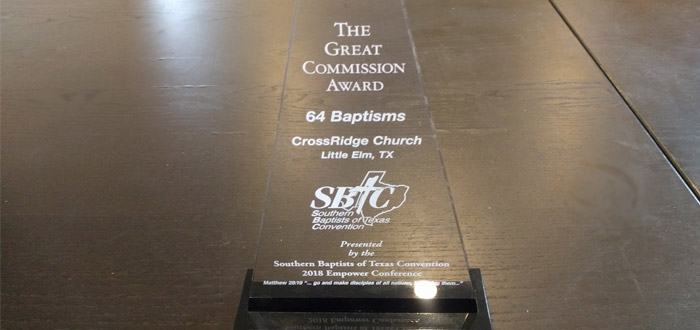 THE
GREAT
COMMISSION
AWARD
64 Baptisms
CrossRidge Church
Little Elm, TX
SBTC
Southern
Baptists of Texas
Convention
Presented
by the
Southern Baptists of Texas Convention
2018 Empower Conference
Matthew 28:19 "... go and make disciples of all nations, them..."